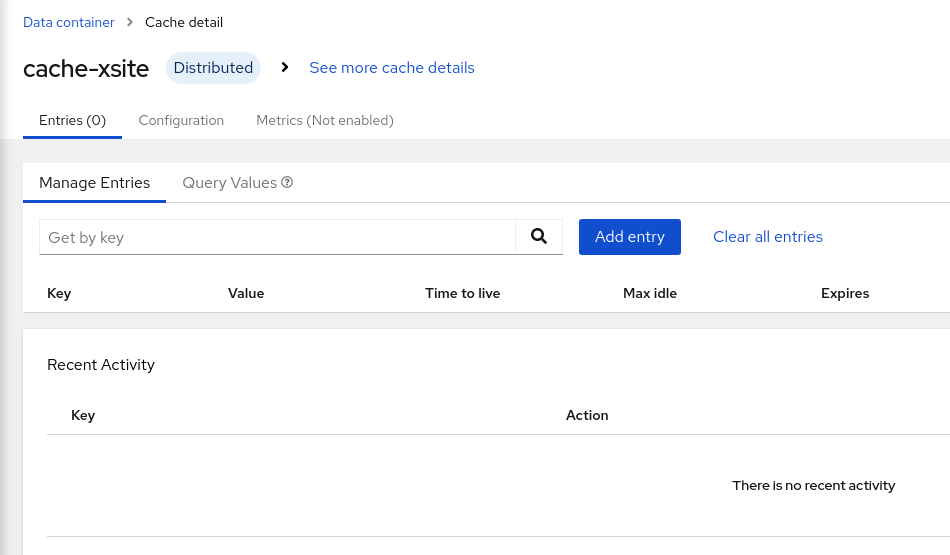 Data container > Cache detail
cache-xsite Distributed > See more cache details
Entries (0) Configuration Metrics (Not enabled)
Manage Entries Query Values
Get by key Add entry Clear all entries
Key Value Time to live Max idle Expires
Recent Activity
Key Action
There is no recent activity